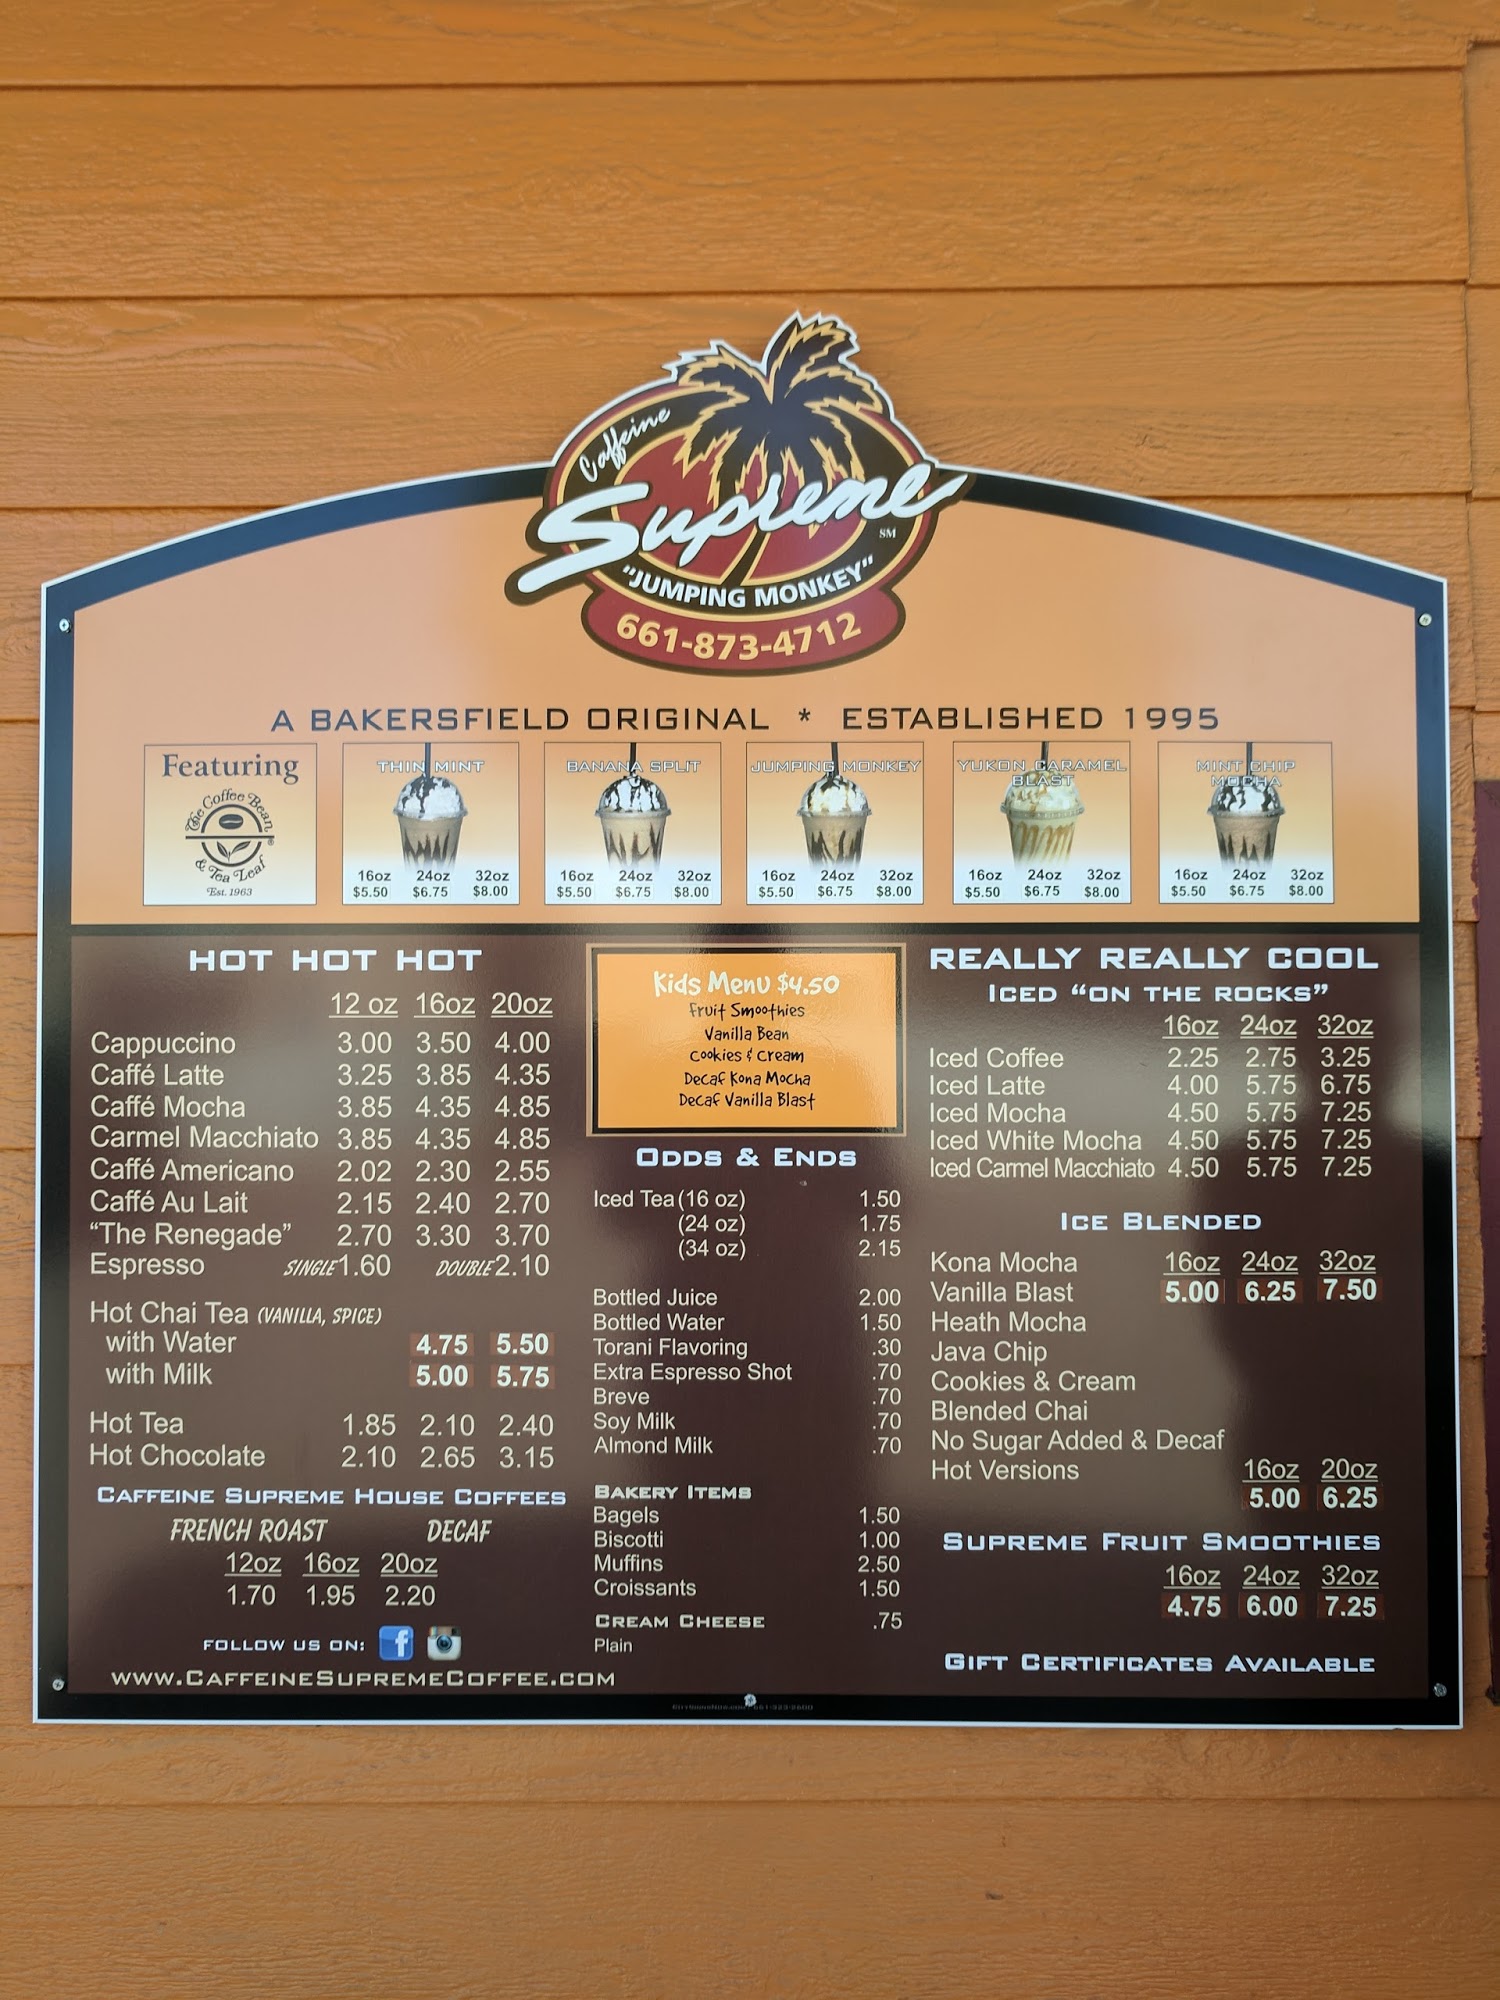 Caffeine
Supreme SM
"JUMPING MONKEY"
661-873-4712
A BAKERSFIELD ORIGINAL * ESTABLISHED 1995
Featuring
The Coffee Bean
& Tea Leaf ®
Est. 1963
THIN MINT
16oz 24oz 32oz
$5.50 $6.75 $8.00
BANANA SPLIT
16oz 24oz 32oz
$5.50 $6.75 $8.00
JUMPING MONKEY
16oz 24oz 32oz
$5.50 $6.75 $8.00
YUKON CARAMEL
BLAST
16oz 24oz 32oz
$5.50 $6.75 $8.00
MINT CHIP
MOCHA
16oz 24oz 32oz
$5.50 $6.75 $8.00
HOT HOT HOT
12 oz 16oz 20oz
Cappuccino 3.00 3.50 4.00
Caffé Latte 3.25 3.85 4.35
Caffé Mocha 3.85 4.35 4.85
Carmel Macchiato 3.85 4.35 4.85
Caffé Americano 2.02 2.30 2.55
Caffé Au Lait 2.15 2.40 2.70
"The Renegade" 2.70 3.30 3.70
Espresso SINGLE 1.60 DOUBLE 2.10
Hot Chai Tea (VANILLA, SPICE)
with Water 4.75 5.50
with Milk 5.00 5.75
Hot Tea 1.85 2.10 2.40
Hot Chocolate 2.10 2.65 3.15
CAFFEINE SUPREME HOUSE COFFEES
FRENCH ROAST DECAF
12oz 16oz 20oz
1.70 1.95 2.20
FOLLOW US ON: f
WWW.CAFFEINESUPREMECOFFEE.COM
Kids Menu $4.50
Fruit Smoothies
Vanilla Bean
Cookies & Cream
Decaf Kona Mocha
Decaf Vanilla Blast
ODDS & ENDS
Iced Tea (16 oz) 1.50
(24 oz) 1.75
(34 oz) 2.15
Bottled Juice 2.00
Bottled Water 1.50
Torani Flavoring .30
Extra Espresso Shot .70
Breve .70
Soy Milk .70
Almond Milk .70
BAKERY ITEMS
Bagels 1.50
Biscotti 1.00
Muffins 2.50
Croissants 1.50
CREAM CHEESE .75
Plain
REALLY REALLY COOL
ICED "ON THE ROCKS"
16oz 24oz 32oz
Iced Coffee 2.25 2.75 3.25
Iced Latte 4.00 5.75 6.75
Iced Mocha 4.50 5.75 7.25
Iced White Mocha 4.50 5.75 7.25
Iced Carmel Macchiato 4.50 5.75 7.25
ICE BLENDED
Kona Mocha 16oz 24oz 32oz
Vanilla Blast 5.00 6.25 7.50
Heath Mocha
Java Chip
Cookies & Cream
Blended Chai
No Sugar Added & Decaf
Hot Versions 16oz 20oz
5.00 6.25
SUPREME FRUIT SMOOTHIES
16oz 24oz 32oz
4.75 6.00 7.25
GIFT CERTIFICATES AVAILABLE